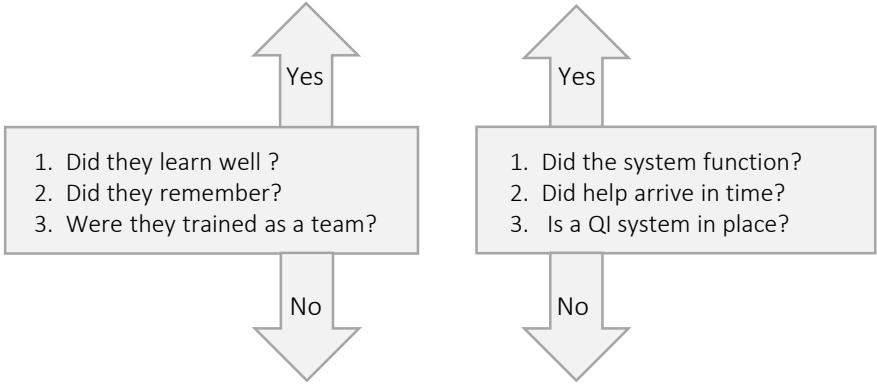 Yes
1. Did they learn well ?
2. Did they remember?
3. Were they trained as a team?
No
Yes
1. Did the system function?
2. Did help arrive in time?
3. Is a QI system in place?
No